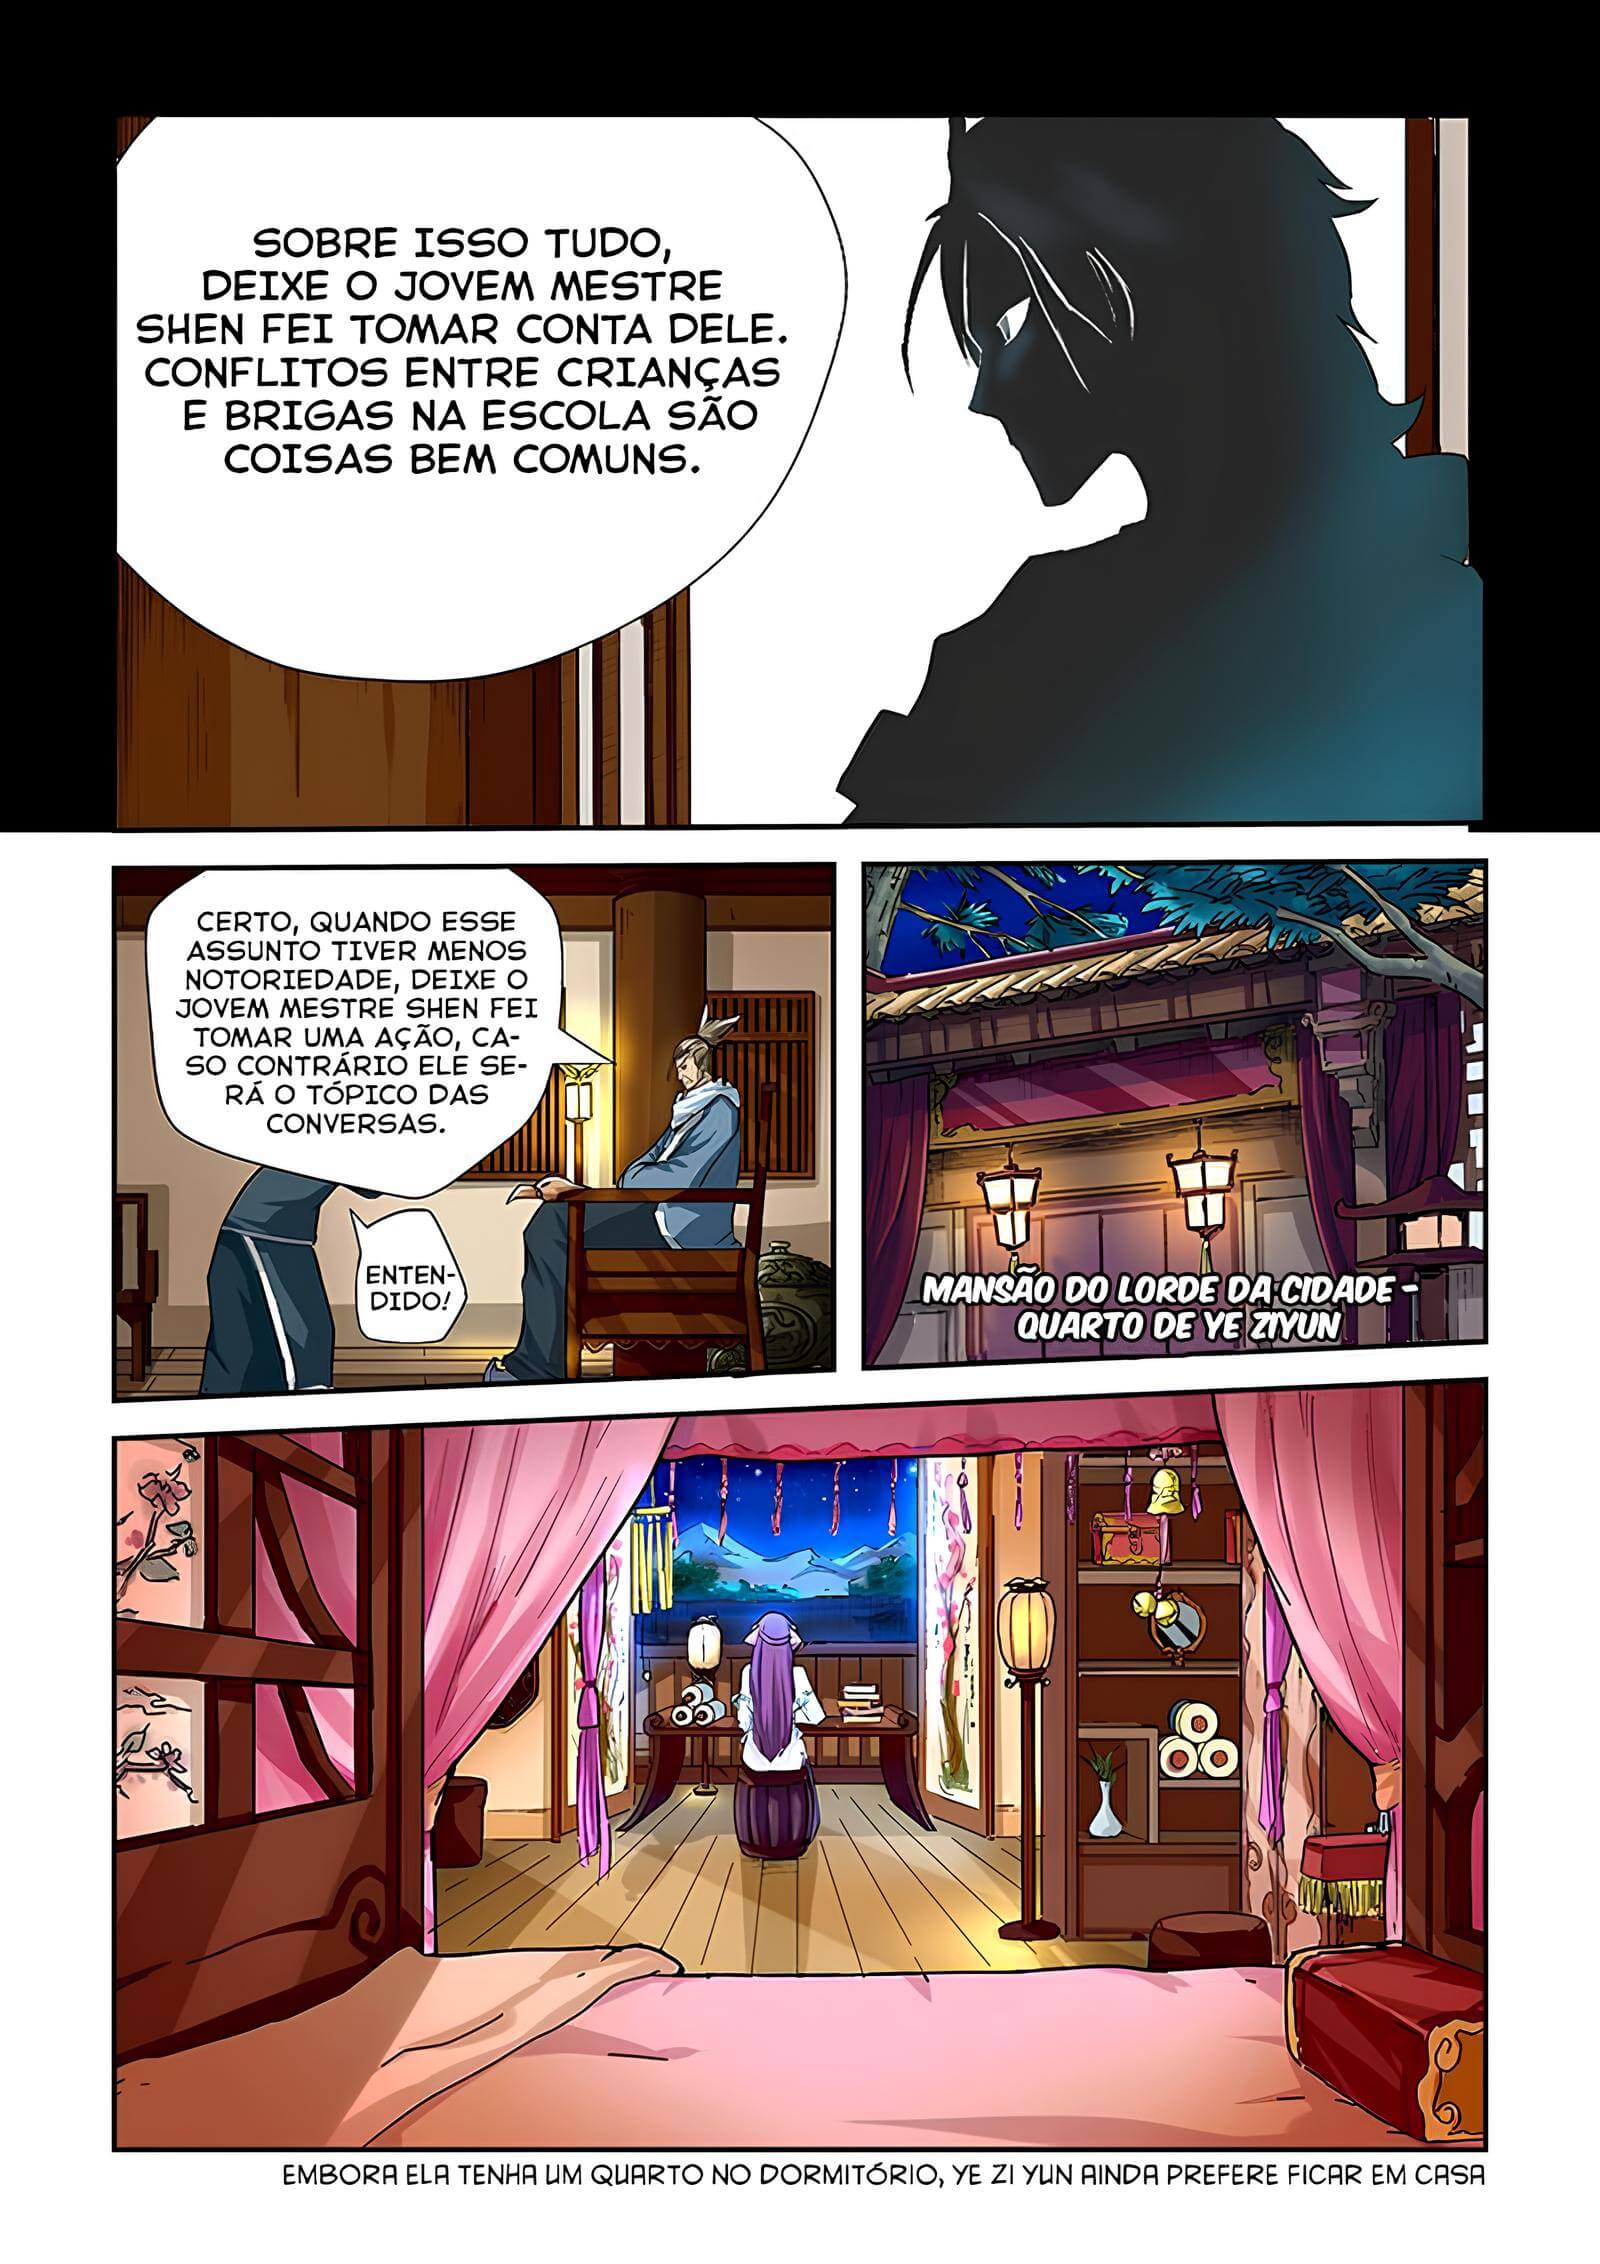 SOBRE ISSO TUDO,
DEIXE O JOVEM MESTRE
SHEN FEI TOMAR CONTA DELE.
CONFLITOS ENTRE CRIANÇAS
E BRIGAS NA ESCOLA SÃO
COISAS BEM COMUNS.
CERTO, QUANDO ESSE
ASSUNTO TIVER MENOS
NOTORIEDADE, DEIXE O
JOVEM MESTRE SHEN FEI
TOMAR UMA AÇÃO, CA-
SO CONTRÁRIO ELE SE-
RÁ O TÓPICO DAS
CONVERSAS.
ENTEN-
DIDO!
MANSÃO DO LORDE DA CIDADE -
QUARTO DE YE ZIYUN
EMBORA ELA TENHA UM QUARTO NO DORMITÓRIO, YE ZI YUN AINDA PREFERE FICAR EM CASA